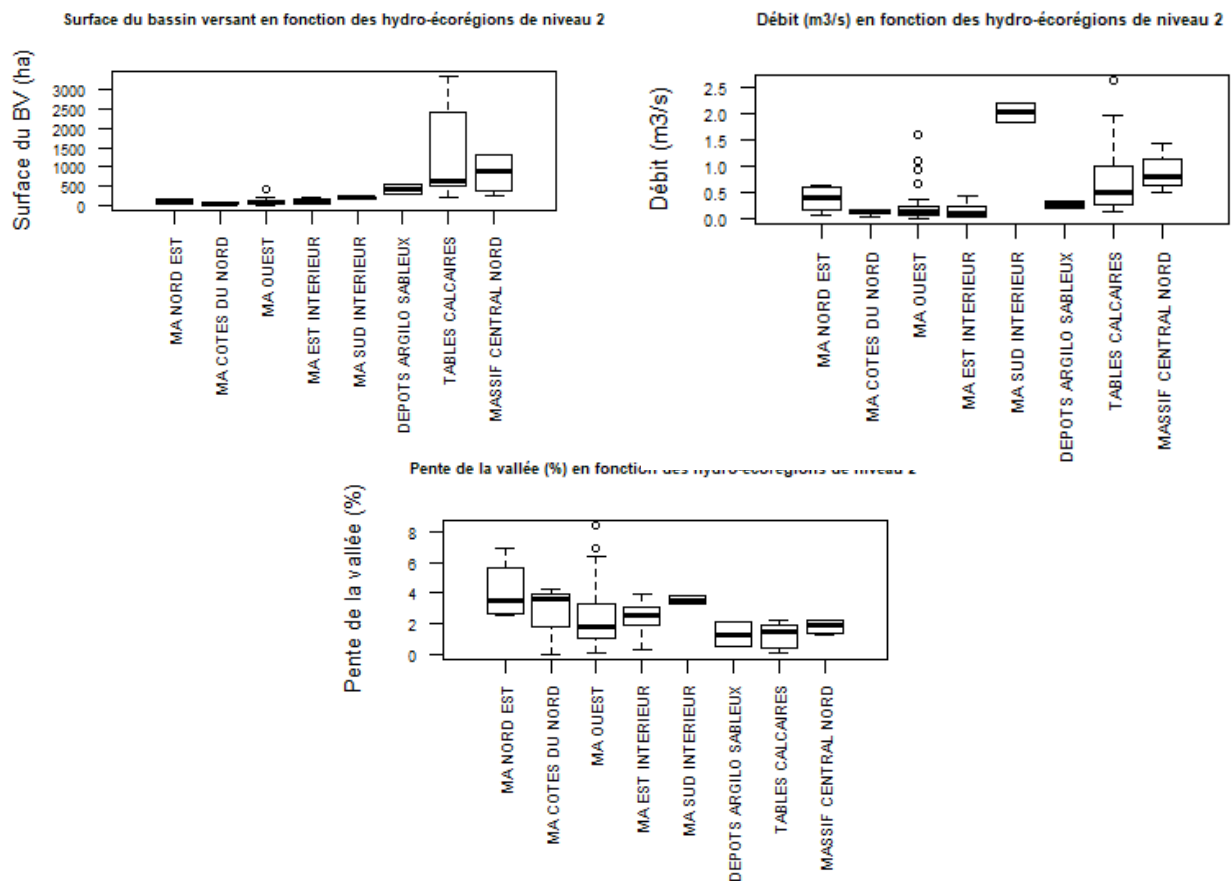 Surface du bassin versant en fonction des hydro-écorégions de niveau 2
Surface du BV (ha)
3000
2500
2000
1500
1000
500
0
MA NORD EST
MA COTES DU NORD
MA OUEST
MA EST INTERIEUR
MA SUD INTERIEUR
DEPOTS ARGILO SABLEUX
TABLES CALCAIRES
MASSIF CENTRAL NORD
Débit (m3/s) en fonction des hydro-écorégions de niveau 2
Débit (m3/s)
2.5
2.0
1.5
1.0
0.5
0.0
MA NORD EST
MA COTES DU NORD
MA OUEST
MA EST INTERIEUR
MA SUD INTERIEUR
DEPOTS ARGILO SABLEUX
TABLES CALCAIRES
MASSIF CENTRAL NORD
Pente de la vallée (%) en fonction des hydro-écorégions de niveau 2
Pente de la vallée (%)
8
6
4
2
0
MA NORD EST
MA COTES DU NORD
MA OUEST
MA EST INTERIEUR
MA SUD INTERIEUR
DEPOTS ARGILO SABLEUX
TABLES CALCAIRES
MASSIF CENTRAL NORD